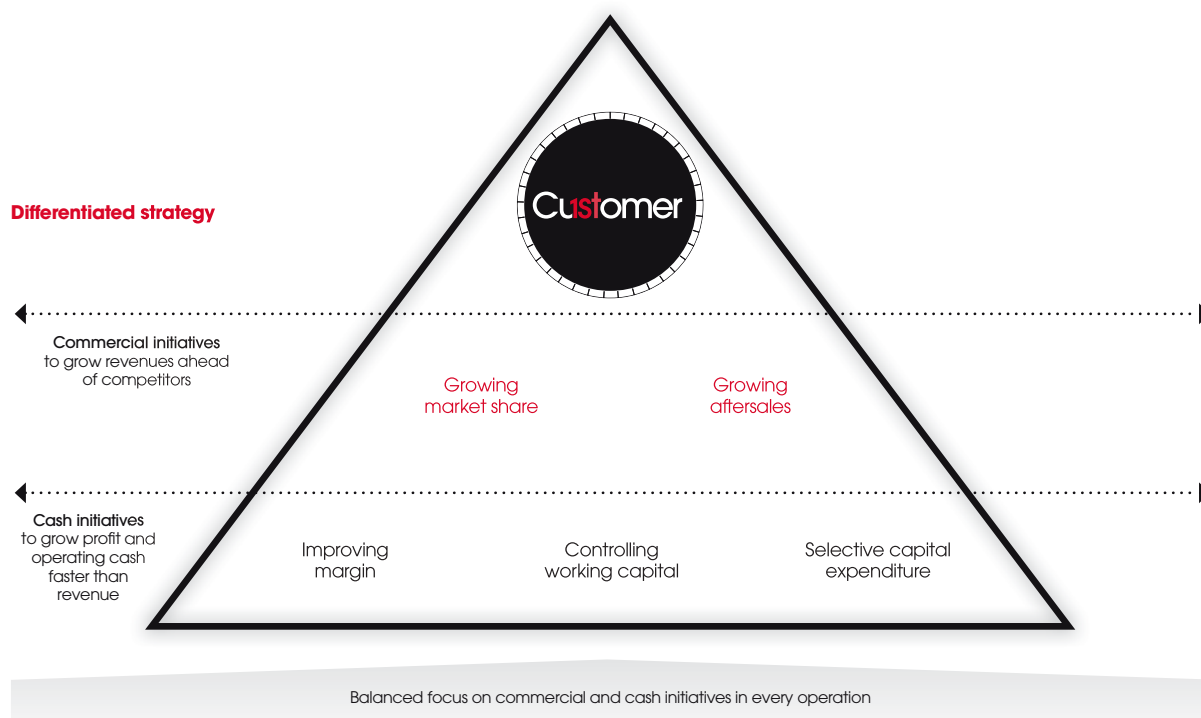 Cu1stomer
Differentiated strategy
Commercial initiatives
to grow revenues ahead
of competitors
Growing
market share
Growing
aftersales
Cash initiatives
to grow profit and
operating cash
faster than
revenue
Improving
margin
Controlling
working capital
Selective capital
expenditure
Balanced focus on commercial and cash initiatives in every operation